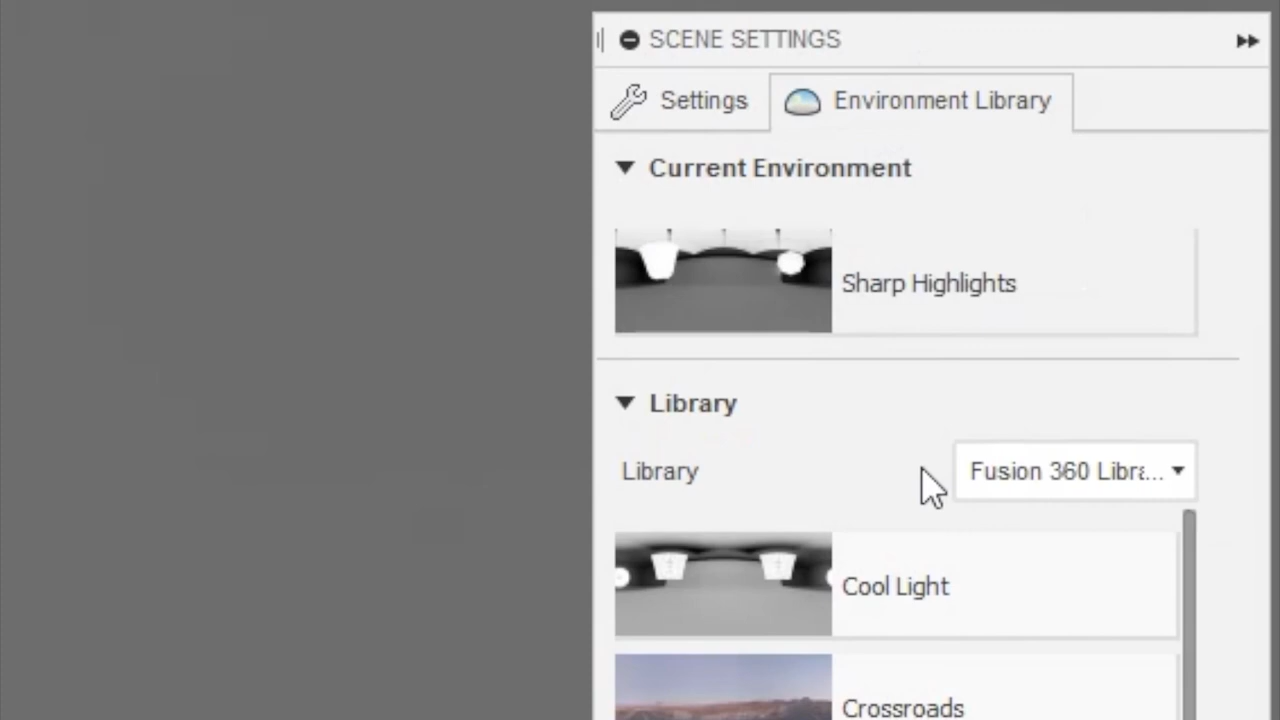 SCENE SETTINGS
Settings
Environment Library
Current Environment
Sharp Highlights
Library
Library
Fusion 360 Libra...
Cool Light
Crossroads